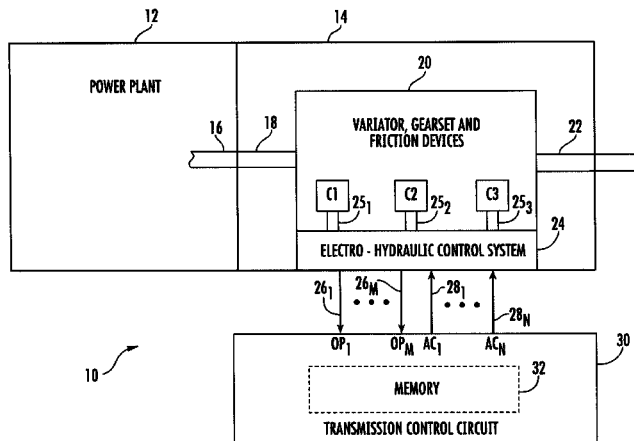 12
14
POWER PLANT
20
VARIATOR, GEARSET AND
FRICTION DEVICES
16
18
22
C1
C2
C3
25₁
25₂
25₃
24
ELECTRO - HYDRAULIC CONTROL SYSTEM
26₁
26M
28₁
28N
OP₁
OPM
AC₁
ACN
30
10
32
MEMORY
TRANSMISSION CONTROL CIRCUIT